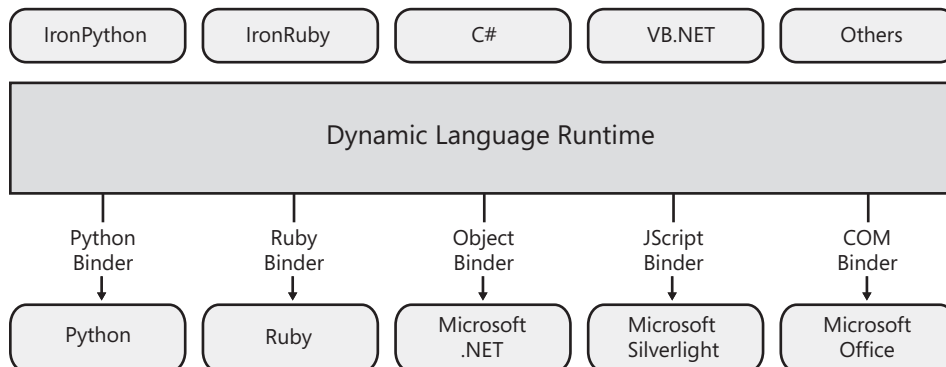 IronPython
IronRuby
C#
VB.NET
Others
Dynamic Language Runtime
Python
Binder
Ruby
Binder
Object
Binder
JScript
Binder
COM
Binder
Python
Ruby
Microsoft
.NET
Microsoft
Silverlight
Microsoft
Office